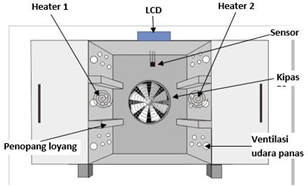 Heater 1
LCD
Heater 2
Sensor
Kipas
Penopang loyang
Ventilasi
udara panas